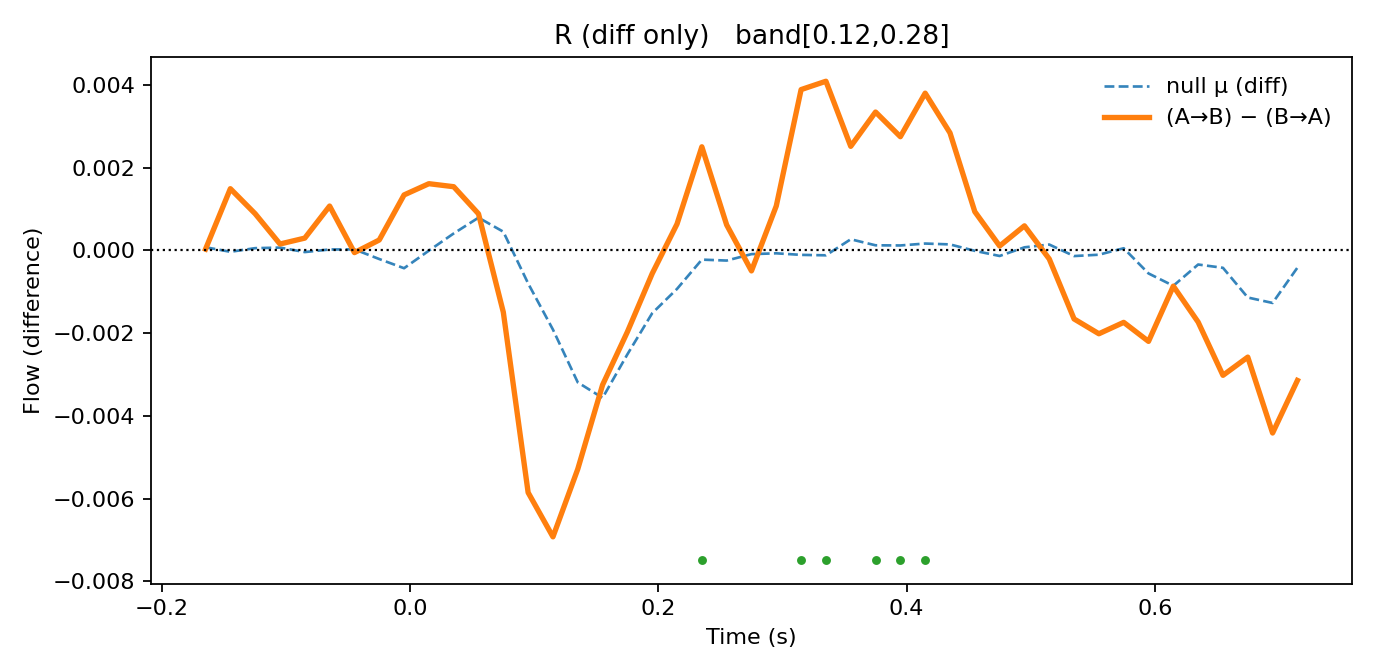 R (diff only)   band[0.12,0.28]
null μ (diff)
(A→B) − (B→A)
Flow (difference)
0.004
0.002
0.000
−0.002
−0.004
−0.006
−0.008
−0.2
0.0
0.2
0.4
0.6
Time (s)